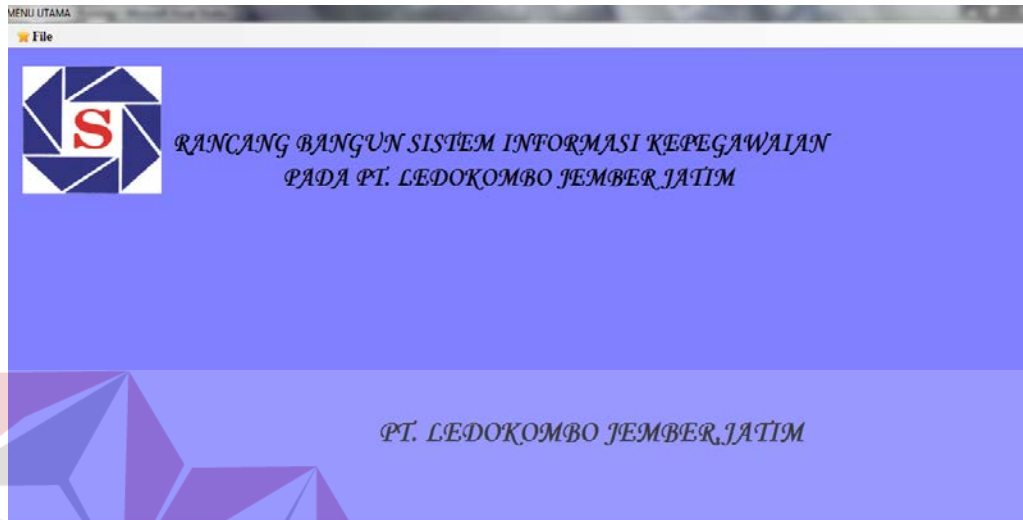 MENU UTAMA
File
S
RANCANG BANGUN SISTEM INFORMASI KEPEGAWAIAN
PADA PT. LEDOKOMBO JEMBER JATIM
PT. LEDOKOMBO JEMBER, JATIM